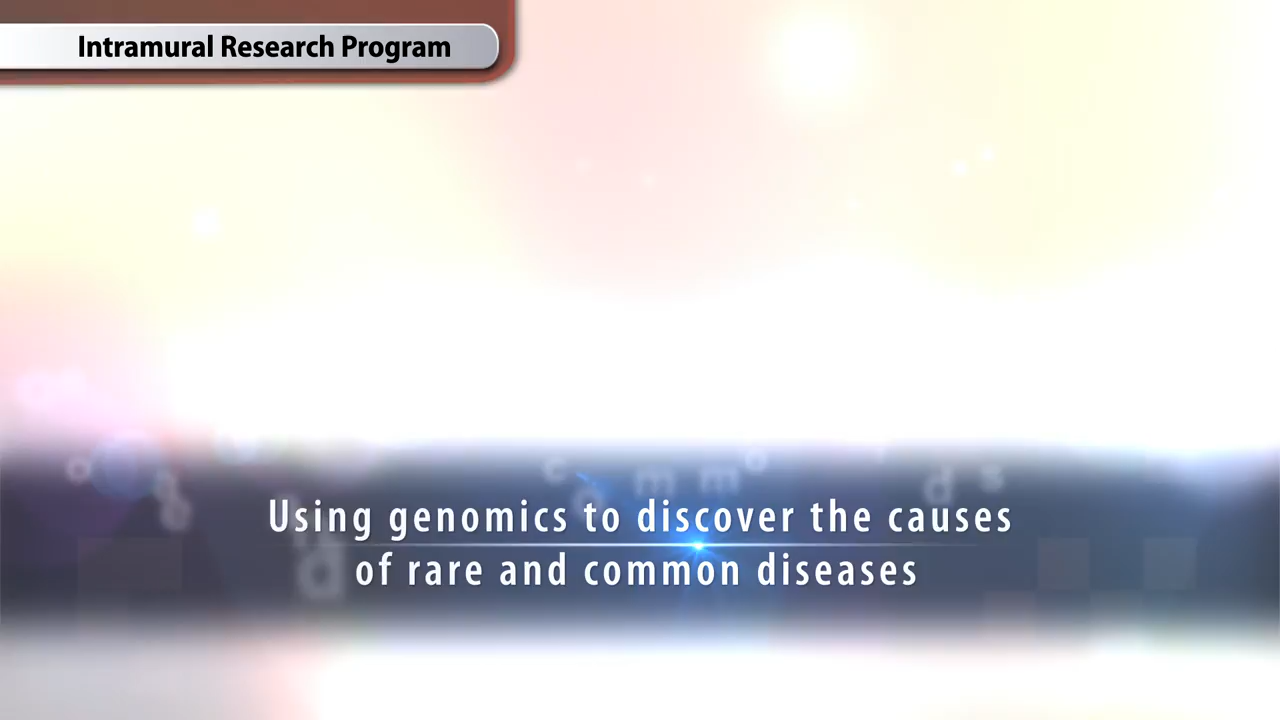 Intramural Research Program
Using genomics to discover the causes
of rare and common diseases